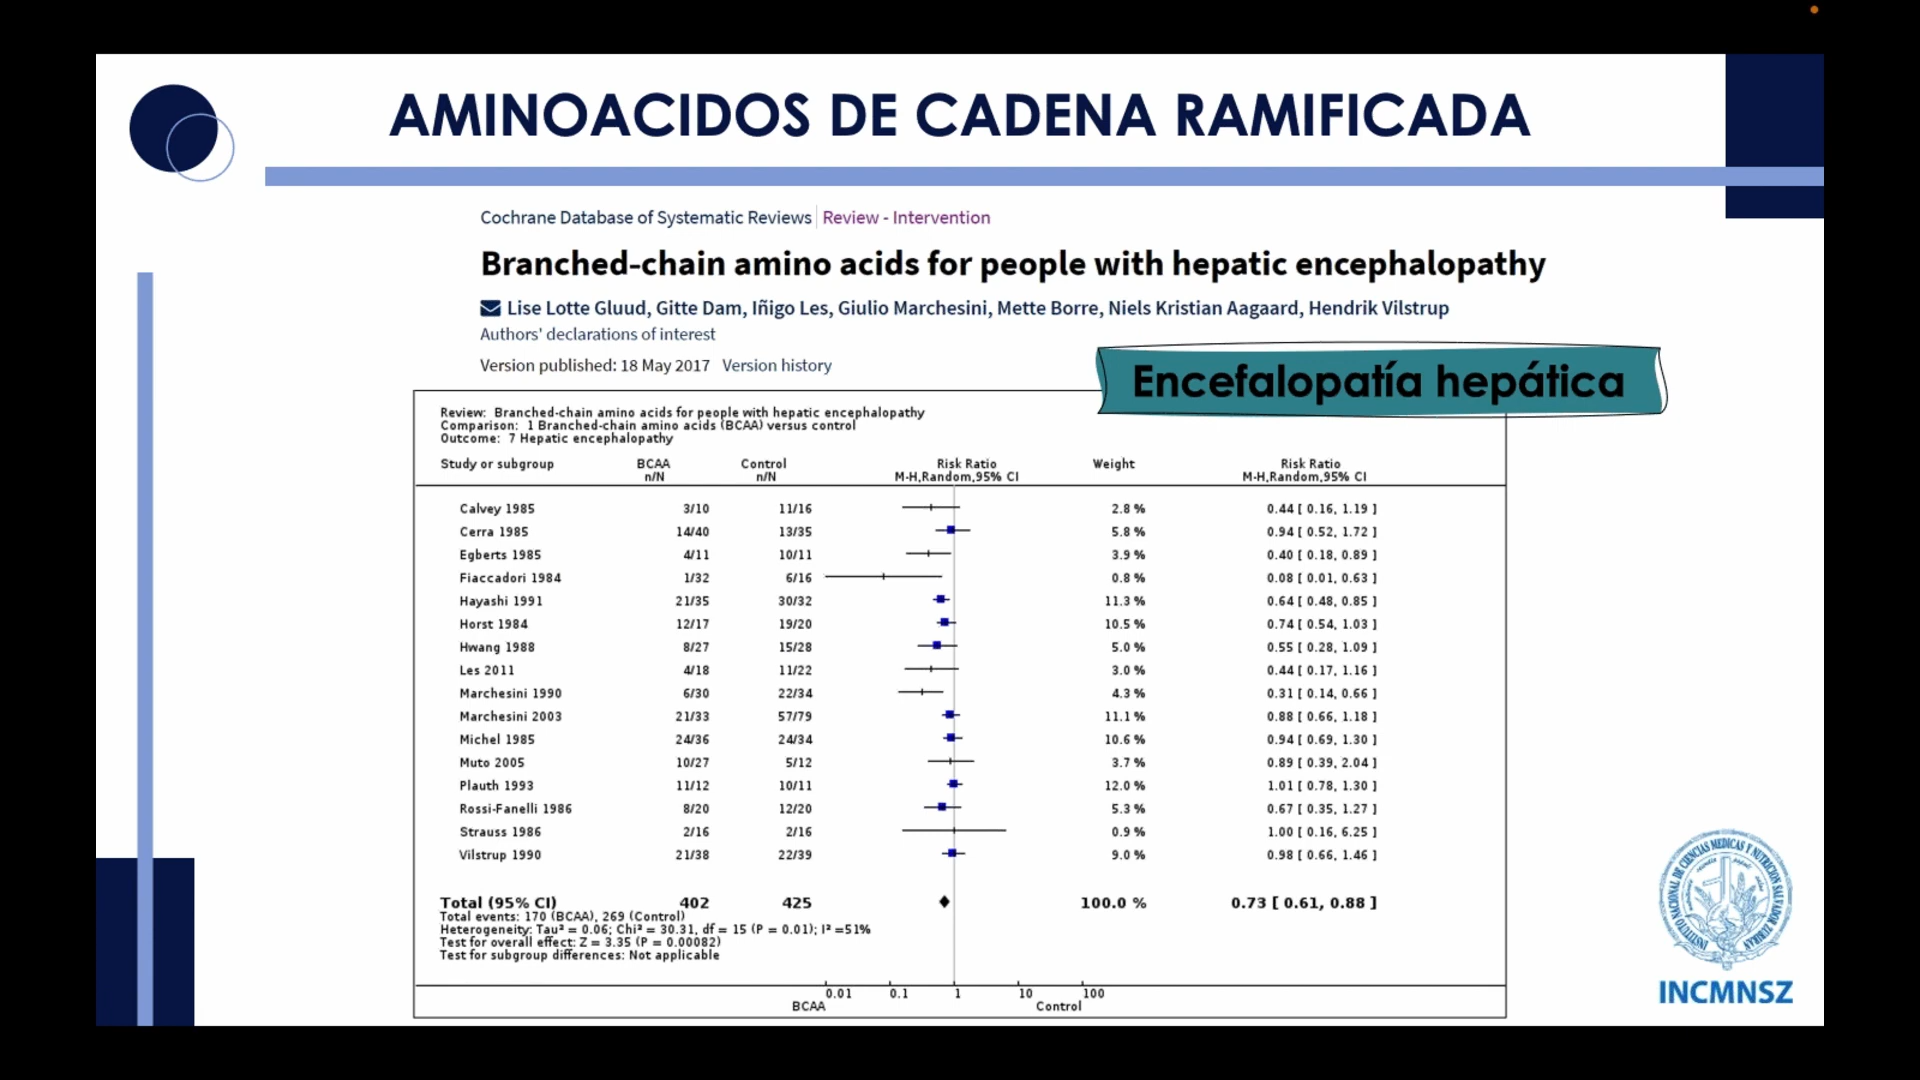 AMINOACIDOS DE CADENA RAMIFICADA
Cochrane Database of Systematic Reviews Review - Intervention
Branched-chain amino acids for people with hepatic encephalopathy
Lise Lotte Gluud, Gitte Dam, Iñigo Les, Giulio Marchesini, Mette Borre, Niels Kristian Aagaard, Hendrik Vilstrup
Authors' declarations of interest
Version published: 18 May 2017 Version history
Encefalopatía hepática
Review: Branched-chain amino acids for people with hepatic encephalopathy
Comparison: 1 Branched-chain amino acids (BCAA) versus control
Outcome: 7 Hepatic encephalopathy
Study or subgroup BCAA Control Risk Ratio Weight Risk Ratio
n/N n/N M-H,Random,95% CI M-H,Random,95% CI
Calvey 1985 3/10 11/16 2.8 % 0.44 [ 0.16, 1.19 ]
Cerra 1985 14/40 13/35 5.8 % 0.94 [ 0.52, 1.72 ]
Egberts 1985 4/11 10/11 3.9 % 0.40 [ 0.18, 0.89 ]
Fiaccadori 1984 1/32 6/16 0.8 % 0.08 [ 0.01, 0.63 ]
Hayashi 1991 21/35 30/32 11.3 % 0.64 [ 0.48, 0.85 ]
Horst 1984 12/17 19/20 10.5 % 0.74 [ 0.54, 1.03 ]
Hwang 1988 8/27 15/28 5.0 % 0.55 [ 0.28, 1.09 ]
Les 2011 4/18 11/22 3.0 % 0.44 [ 0.17, 1.16 ]
Marchesini 1990 6/30 22/34 4.3 % 0.31 [ 0.14, 0.66 ]
Marchesini 2003 21/33 57/79 11.1 % 0.88 [ 0.66, 1.18 ]
Michel 1985 24/36 24/34 10.6 % 0.94 [ 0.69, 1.30 ]
Muto 2005 10/27 5/12 3.7 % 0.89 [ 0.39, 2.04 ]
Plauth 1993 11/12 10/11 12.0 % 1.01 [ 0.78, 1.30 ]
Rossi-Fanelli 1986 8/20 12/20 5.3 % 0.67 [ 0.35, 1.27 ]
Strauss 1986 2/16 2/16 0.9 % 1.00 [ 0.16, 6.25 ]
Vilstrup 1990 21/38 22/39 9.0 % 0.98 [ 0.66, 1.46 ]
Total (95% CI) 402 425 100.0 % 0.73 [ 0.61, 0.88 ]
Total events: 170 (BCAA), 269 (Control)
Heterogeneity: Tau² = 0.06; Chi² = 30.31, df = 15 (P = 0.01); I² =51%
Test for overall effect: Z = 3.35 (P = 0.00082)
Test for subgroup differences: Not applicable
0.01 0.1 1 10 100
BCAA Control
INSTITUTO NACIONAL DE CIENCIAS MEDICAS Y NUTRICION SALVADOR ZUBIRAN
INCMNSZ